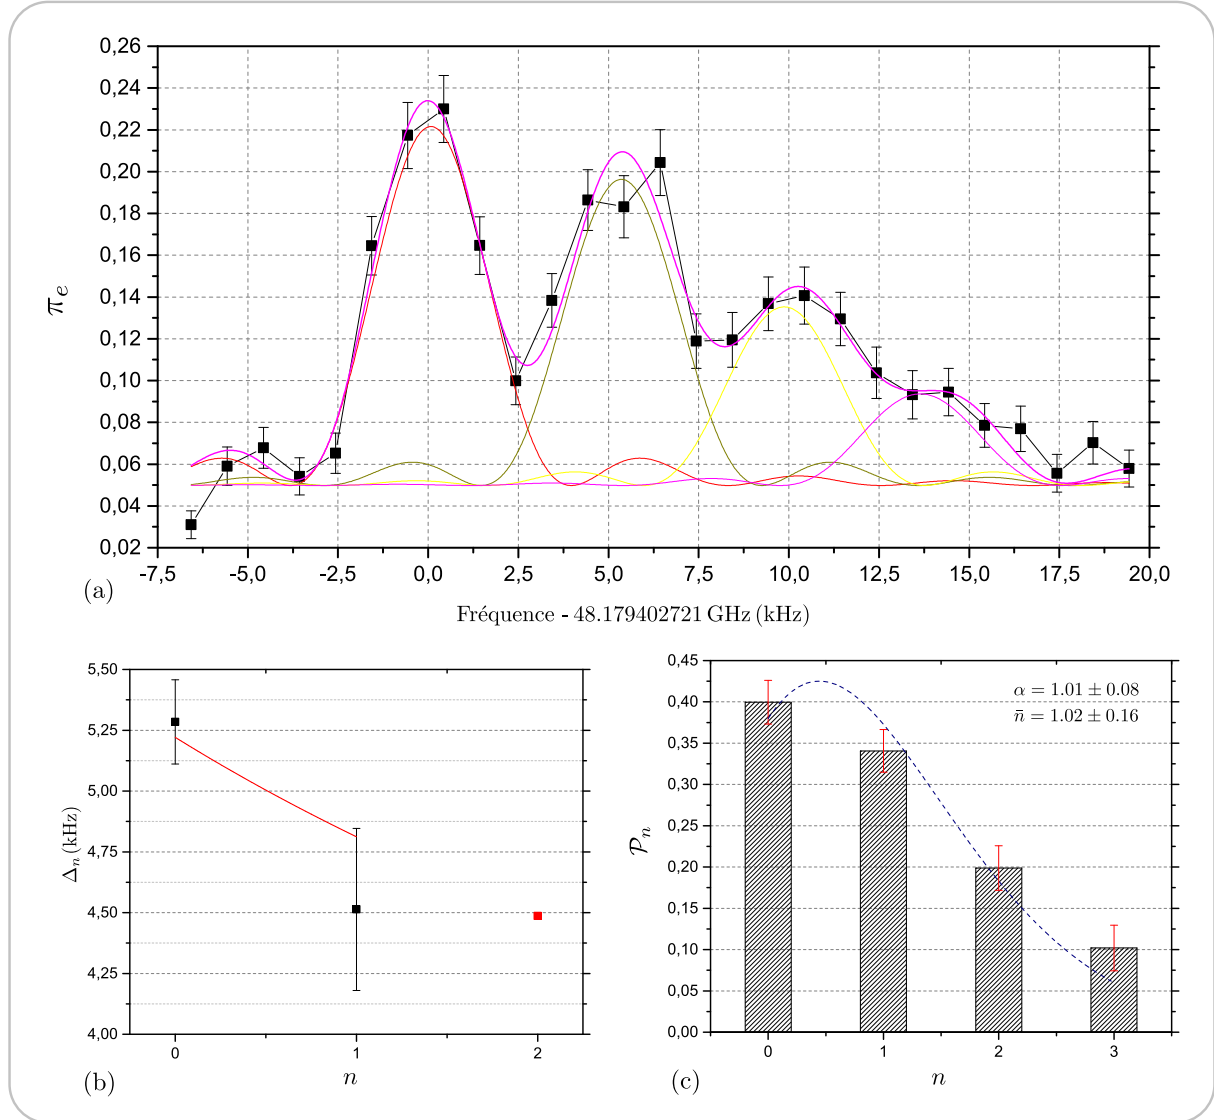 0,26
0,24
0,22
0,20
0,18
0,16
0,14
0,12
0,10
0,08
0,06
0,04
0,02
π_e
-7,5 -5,0 -2,5 0,0 2,5 5,0 7,5 10,0 12,5 15,0 17,5 20,0
(a)
Fréquence - 48.179402721 GHz (kHz)
5,50
5,25
5,00
4,75
4,50
4,25
4,00
Δ_n (kHz)
0 1 2
n
(b)
0,45
0,40
0,35
0,30
0,25
0,20
0,15
0,10
0,05
0,00
𝒫_n
α = 1.01 ± 0.08
n̄ = 1.02 ± 0.16
0 1 2 3
n
(c)